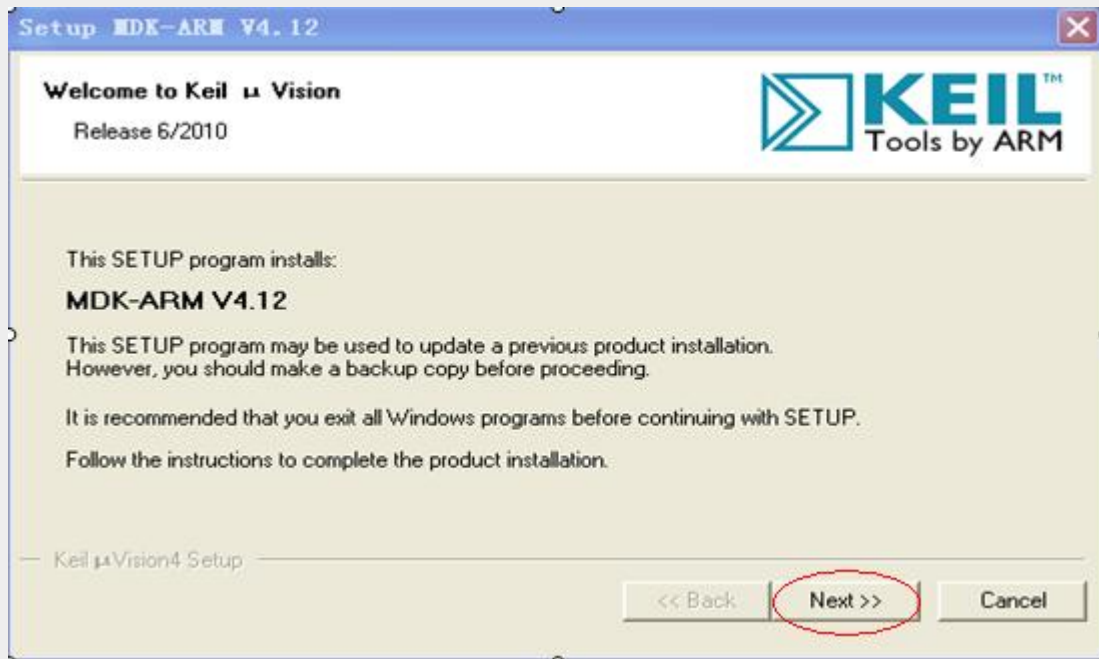 Setup MDK-ARM V4.12
Welcome to Keil μ Vision
Release 6/2010
KEIL™
Tools by ARM
This SETUP program installs:
MDK-ARM V4.12
This SETUP program may be used to update a previous product installation.
However, you should make a backup copy before proceeding.
It is recommended that you exit all Windows programs before continuing with SETUP.
Follow the instructions to complete the product installation.
Keil μVision4 Setup
<< Back
Next >>
Cancel